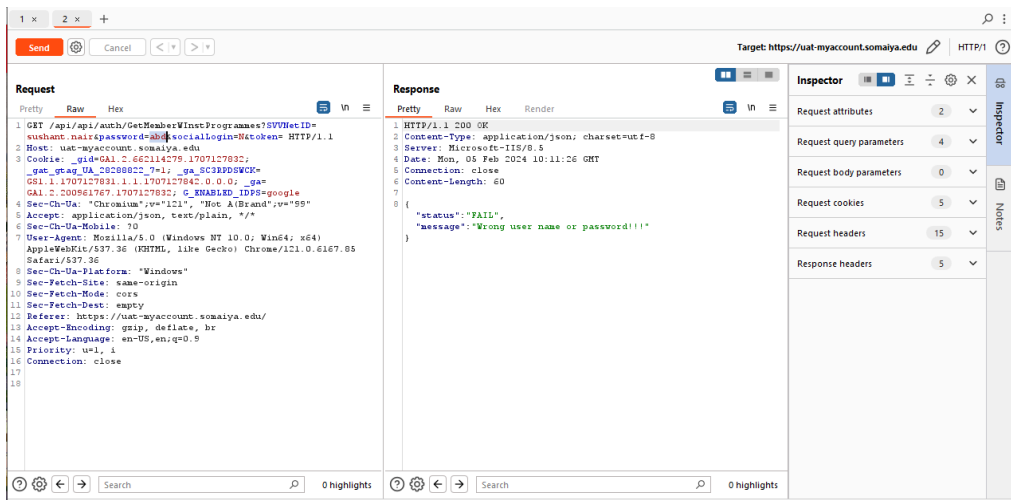 1 × 2 × +
Send Cancel < > Target: https://uat-myaccount.somaiya.edu HTTP/1
Request
Pretty Raw Hex \n
1 GET /api/api/auth/GetMemberWInstProgrammes?SVVNetID=
sushant.nair&password=abd&socialLogin=N&token= HTTP/1.1
2 Host: uat-myaccount.somaiya.edu
3 Cookie: _gid=GA1.2.662114279.1707127832;
_gat_gtag_UA_28288822_7=1; _ga_SC3RPDSWCK=
GS1.1.1707127831.1.1.1707127842.0.0.0; _ga=
GA1.2.200961767.1707127832; G_ENABLED_IDPS=google
4 Sec-Ch-Ua: "Chromium";v="121", "Not A(Brand";v="99"
5 Accept: application/json, text/plain, */*
6 Sec-Ch-Ua-Mobile: ?0
7 User-Agent: Mozilla/5.0 (Windows NT 10.0; Win64; x64)
AppleWebKit/537.36 (KHTML, like Gecko) Chrome/121.0.6167.85
Safari/537.36
8 Sec-Ch-Ua-Platform: "Windows"
9 Sec-Fetch-Site: same-origin
10 Sec-Fetch-Mode: cors
11 Sec-Fetch-Dest: empty
12 Referer: https://uat-myaccount.somaiya.edu/
13 Accept-Encoding: gzip, deflate, br
14 Accept-Language: en-US,en;q=0.9
15 Priority: u=1, i
16 Connection: close
17
18
Search 0 highlights
Response
Pretty Raw Hex Render \n
1 HTTP/1.1 200 OK
2 Content-Type: application/json; charset=utf-8
3 Server: Microsoft-IIS/8.5
4 Date: Mon, 05 Feb 2024 10:11:26 GMT
5 Connection: close
6 Content-Length: 60
7
8 {
"status":"FAIL",
"message":"Wrong user name or password!!!"
}
Search 0 highlights
Inspector
Request attributes 2
Request query parameters 4
Request body parameters 0
Request cookies 5
Request headers 15
Response headers 5
Inspector
Notes